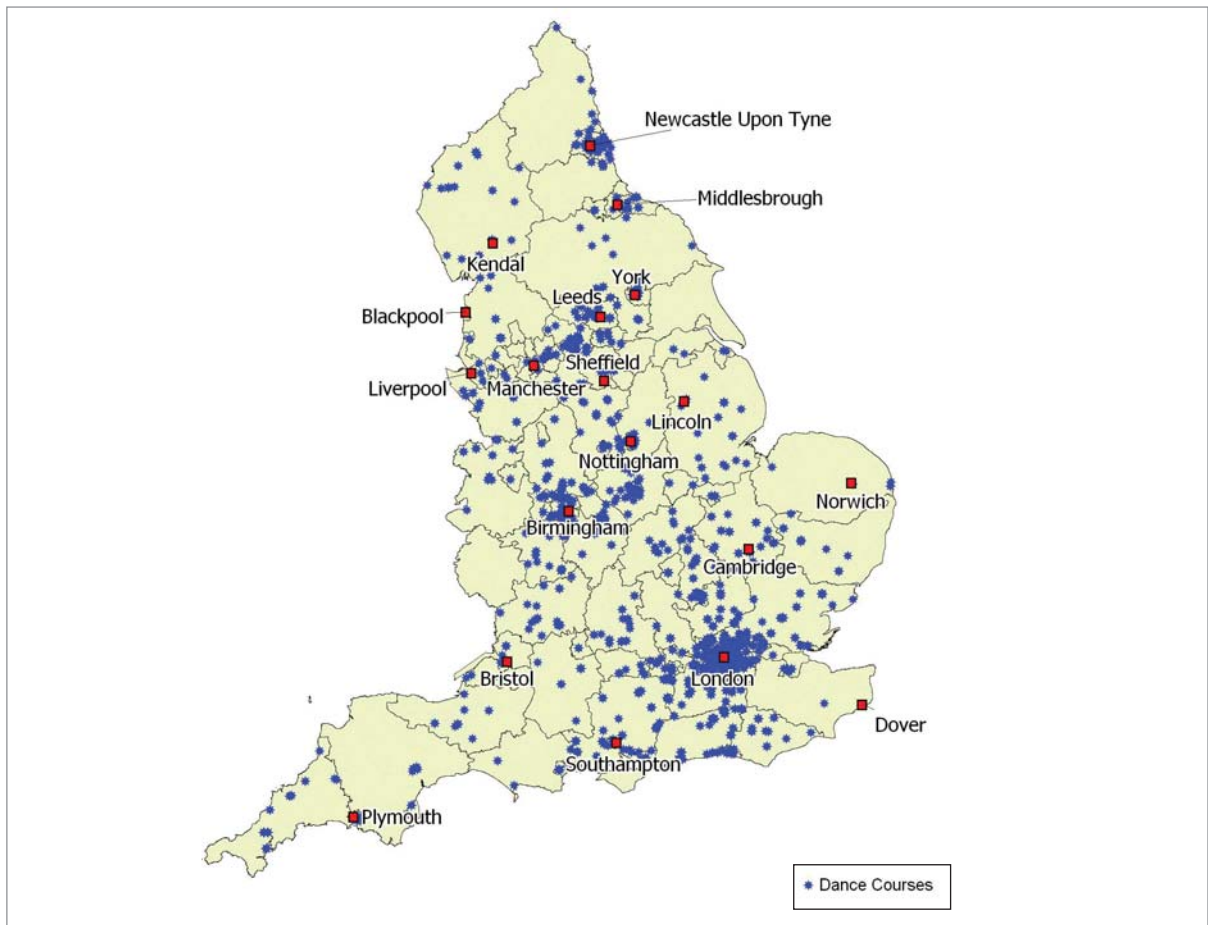 Newcastle Upon Tyne
Middlesbrough
Kendal
York
Leeds
Blackpool
Sheffield
Liverpool
Manchester
Lincoln
Nottingham
Norwich
Birmingham
Cambridge
Bristol
London
Dover
Southampton
Plymouth
Dance Courses